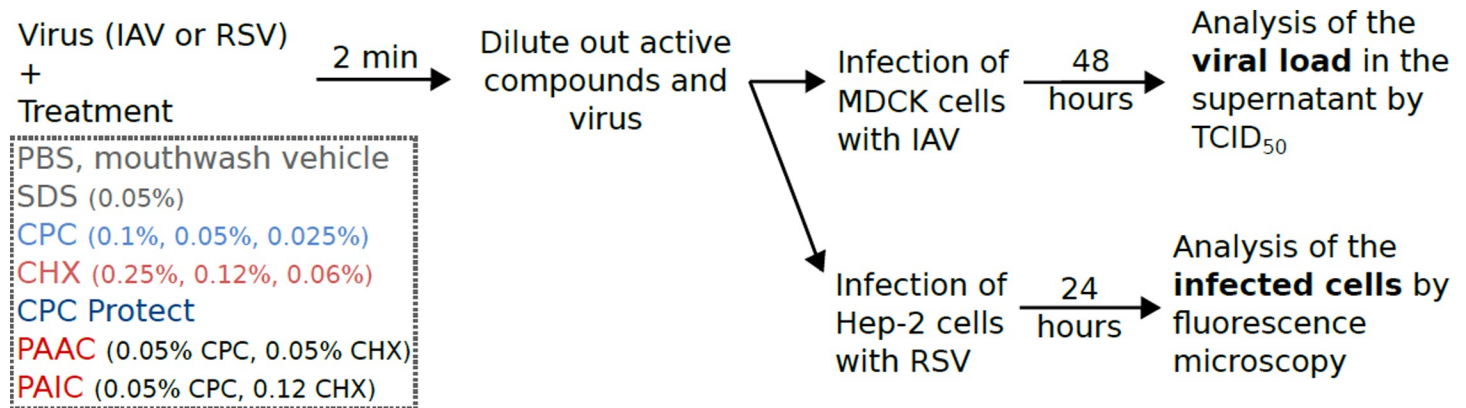 Virus (IAV or RSV)
+
Treatment
PBS, mouthwash vehicle
SDS (0.05%)
CPC (0.1%, 0.05%, 0.025%)
CHX (0.25%, 0.12%, 0.06%)
CPC Protect
PAAC (0.05% CPC, 0.05% CHX)
PAIC (0.05% CPC, 0.12 CHX)
2 min
Dilute out active
compounds and
virus
Infection of
MDCK cells
with IAV
48
hours
Analysis of the
viral load in the
supernatant by
TCID50
Infection of
Hep-2 cells
with RSV
24
hours
Analysis of the
infected cells by
fluorescence
microscopy